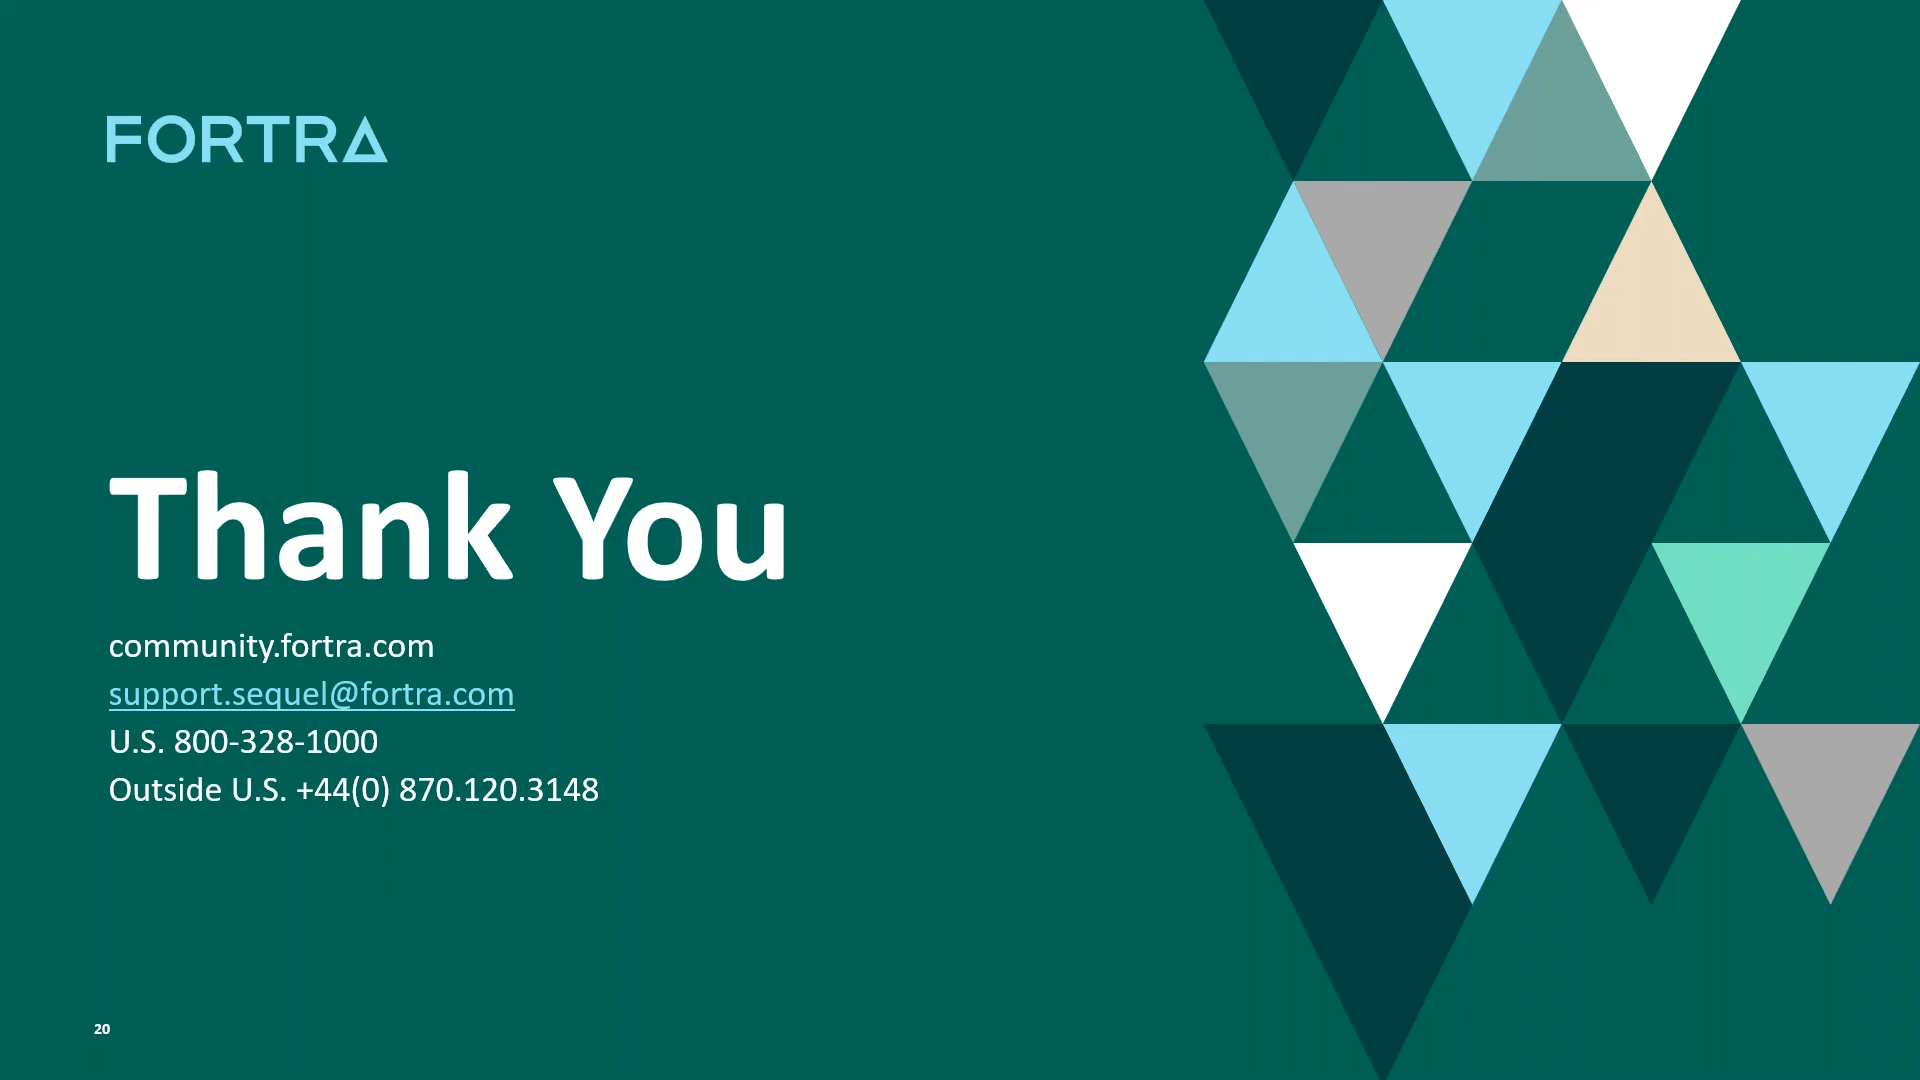 FORTRA
Thank You
community.fortra.com
support.sequel@fortra.com
U.S. 800-328-1000
Outside U.S. +44(0) 870.120.3148
20